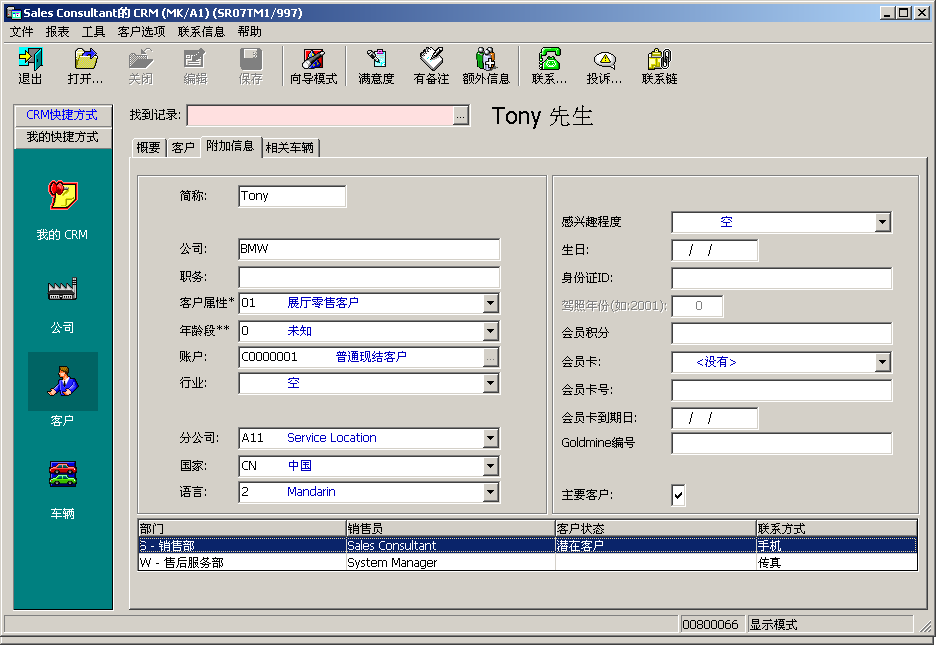 Sales Consultant的 CRM (MK/A1) (SR07TM1/997)
文件 报表 工具 客户选项 联系信息 帮助
退出 打开... 关闭 编辑 保存 向导模式 满意度 有备注 额外信息 联系... 投诉... 联系链
CRM快捷方式
我的快捷方式
我的 CRM
公司
客户
车辆
找到记录: ... Tony 先生
概要 客户 附加信息 相关车辆
简称: Tony
公司: BMW
职务:
客户属性* 01 展厅零售客户
年龄段** 0 未知
账户: C0000001 普通现结客户 ...
行业: 空
分公司: A11 Service Location
国家: CN 中国
语言: 2 Mandarin
感兴趣程度 空
生日: / /
身份证ID:
驾照年份(如:2001): 0
会员积分
会员卡: <没有>
会员卡号:
会员卡到期日: / /
Goldmine编号
主要客户:
部门 销售员 客户状态 联系方式
S - 销售部 Sales Consultant 潜在客户 手机
W - 售后服务部 System Manager 传真
00800066 显示模式